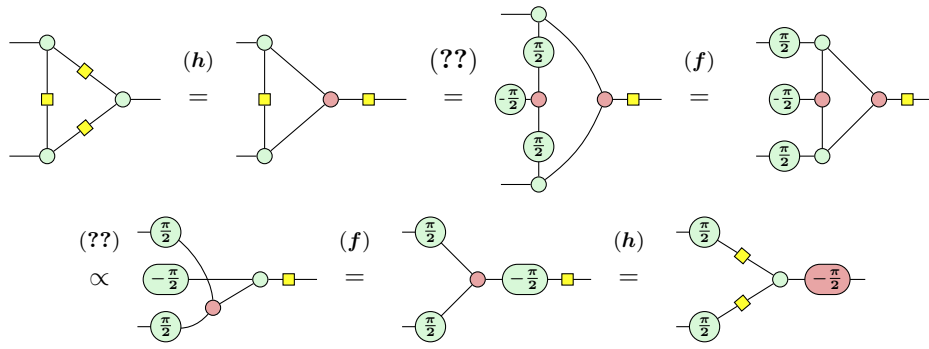 (h) = (??) = π/2 -π/2 π/2 (f) = π/2 -π/2 π/2
(??) ∝ π/2 −π/2 π/2 (f) = π/2 π/2 −π/2 (h) = π/2 π/2 −π/2